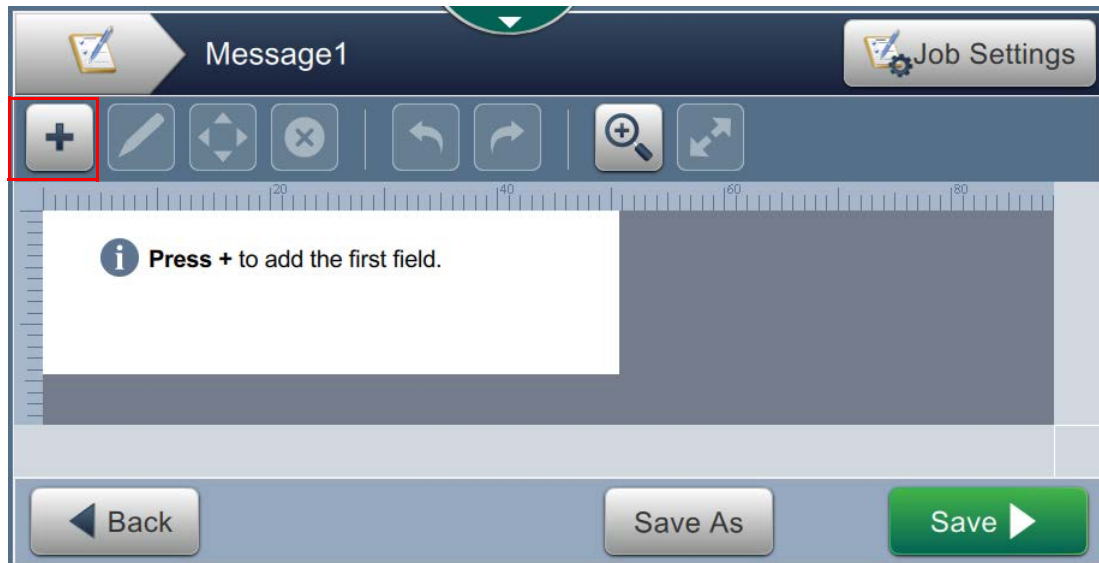 Message1
Job Settings
20 40 60 80
Press + to add the first field.
Back
Save As
Save